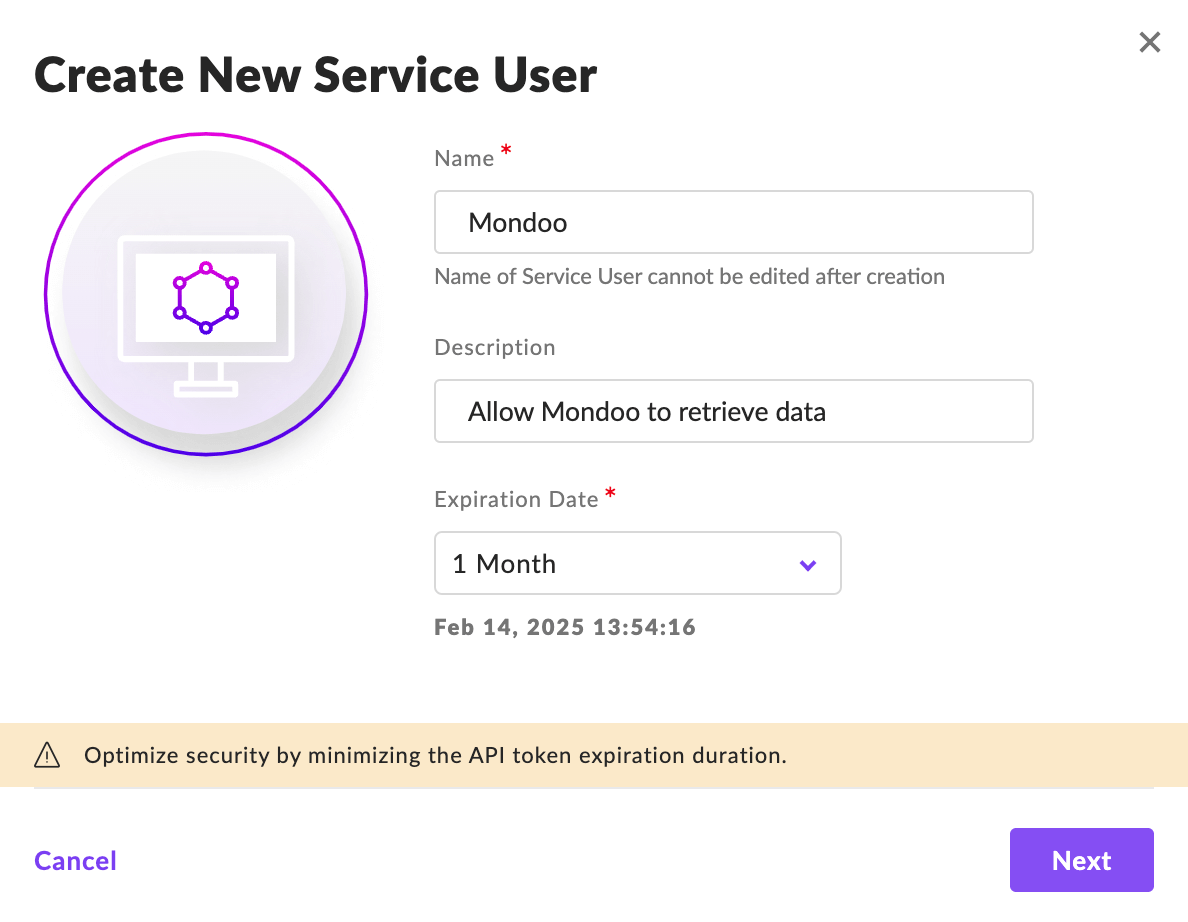 Create New Service User
Name *
Mondoo
Name of Service User cannot be edited after creation
Description
Allow Mondoo to retrieve data
Expiration Date *
1 Month
Feb 14, 2025 13:54:16
Optimize security by minimizing the API token expiration duration.
Cancel
Next